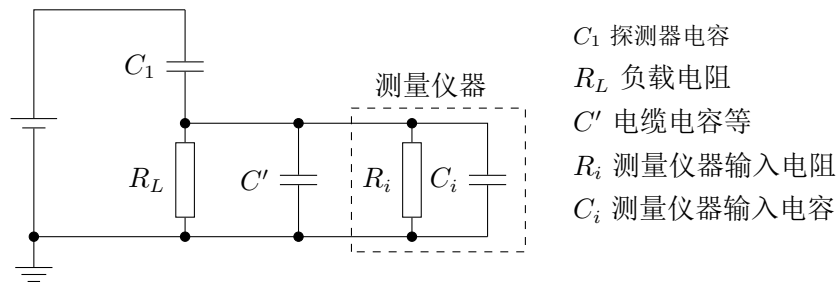 C₁
测量仪器
R_L
C′
R_i
C_i
C₁ 探测器电容
R_L 负载电阻
C′ 电缆电容等
R_i 测量仪器输入电阻
C_i 测量仪器输入电容